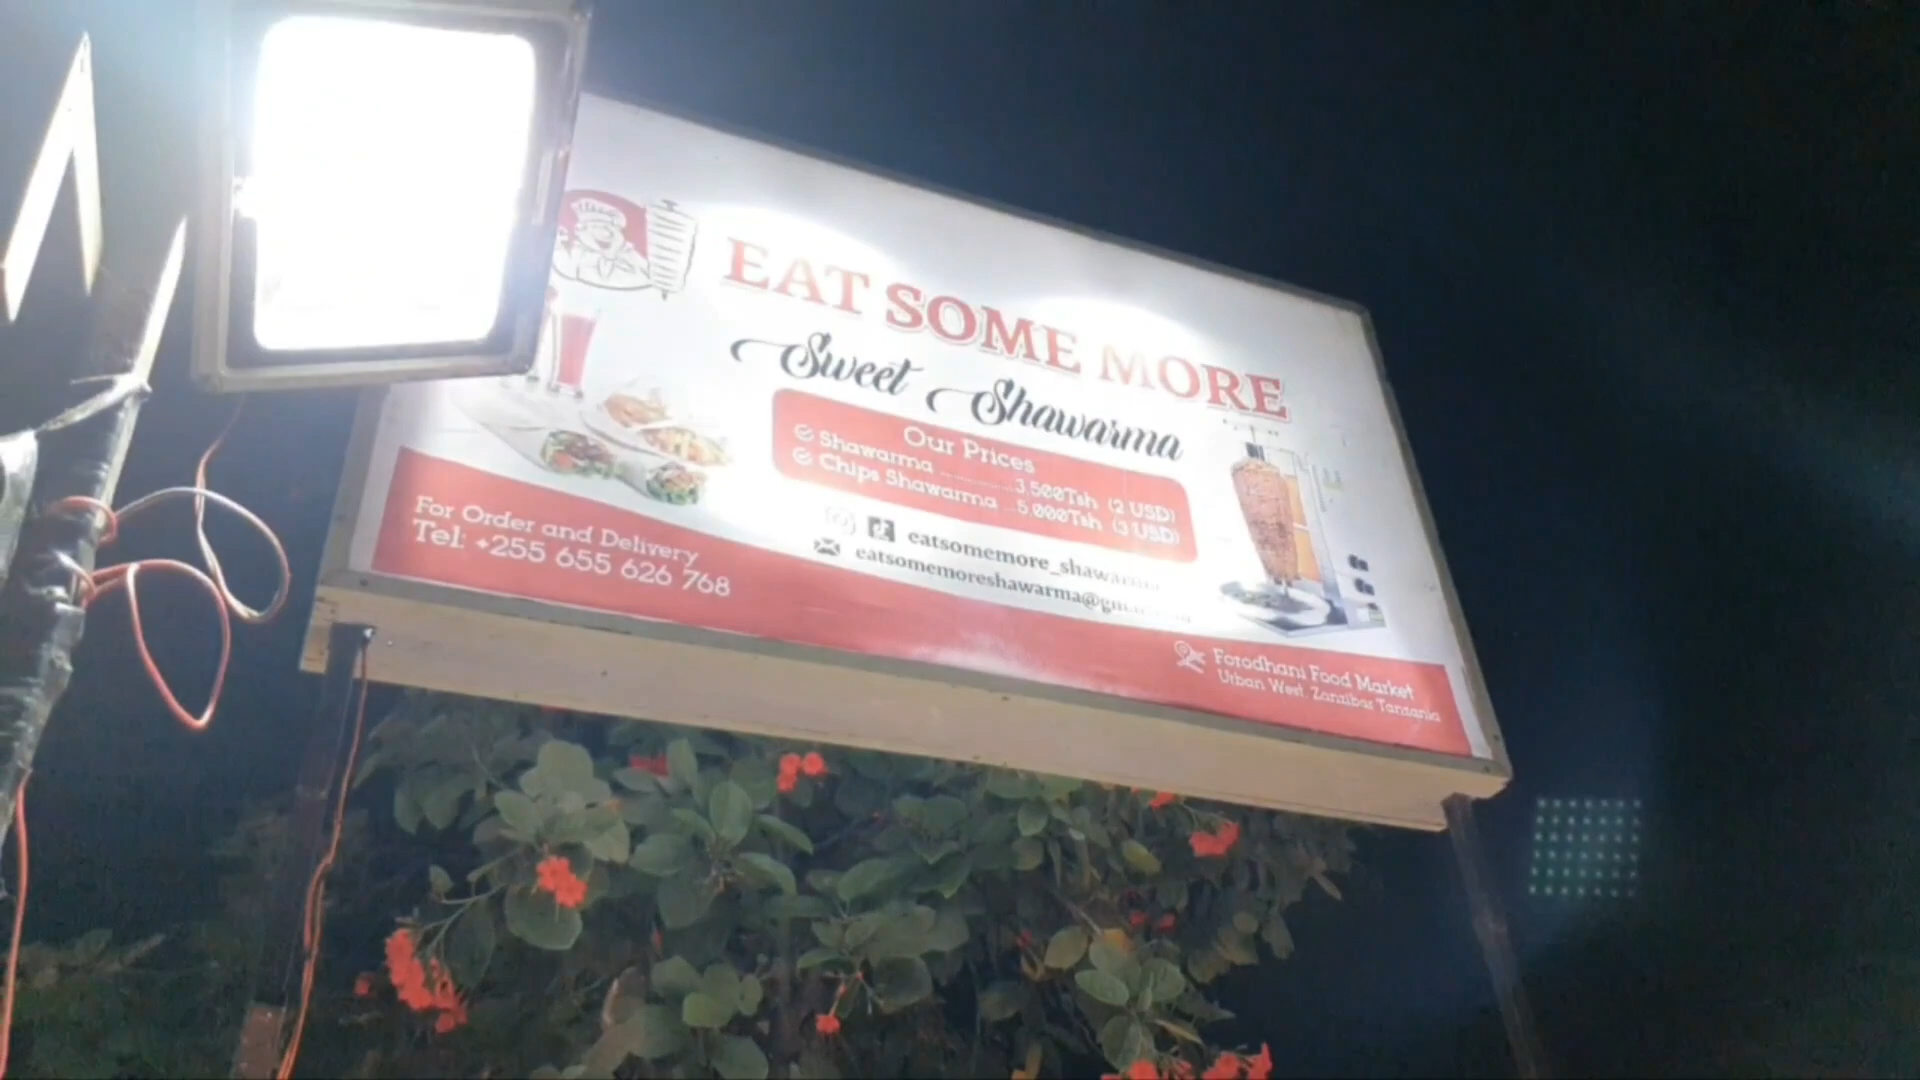 EAT SOME MORE
Sweet Shawarma
Our Prices
Shawarma ................3,500Tsh (2 USD)
Chips Shawarma ...5,000Tsh (3 USD)
eatsomemore_shawarma
eatsomemoreshawarma@gmail.com
For Order and Delivery
Tel: +255 655 626 768
Forodhani Food Market
Urban West, Zanzibar Tanzania